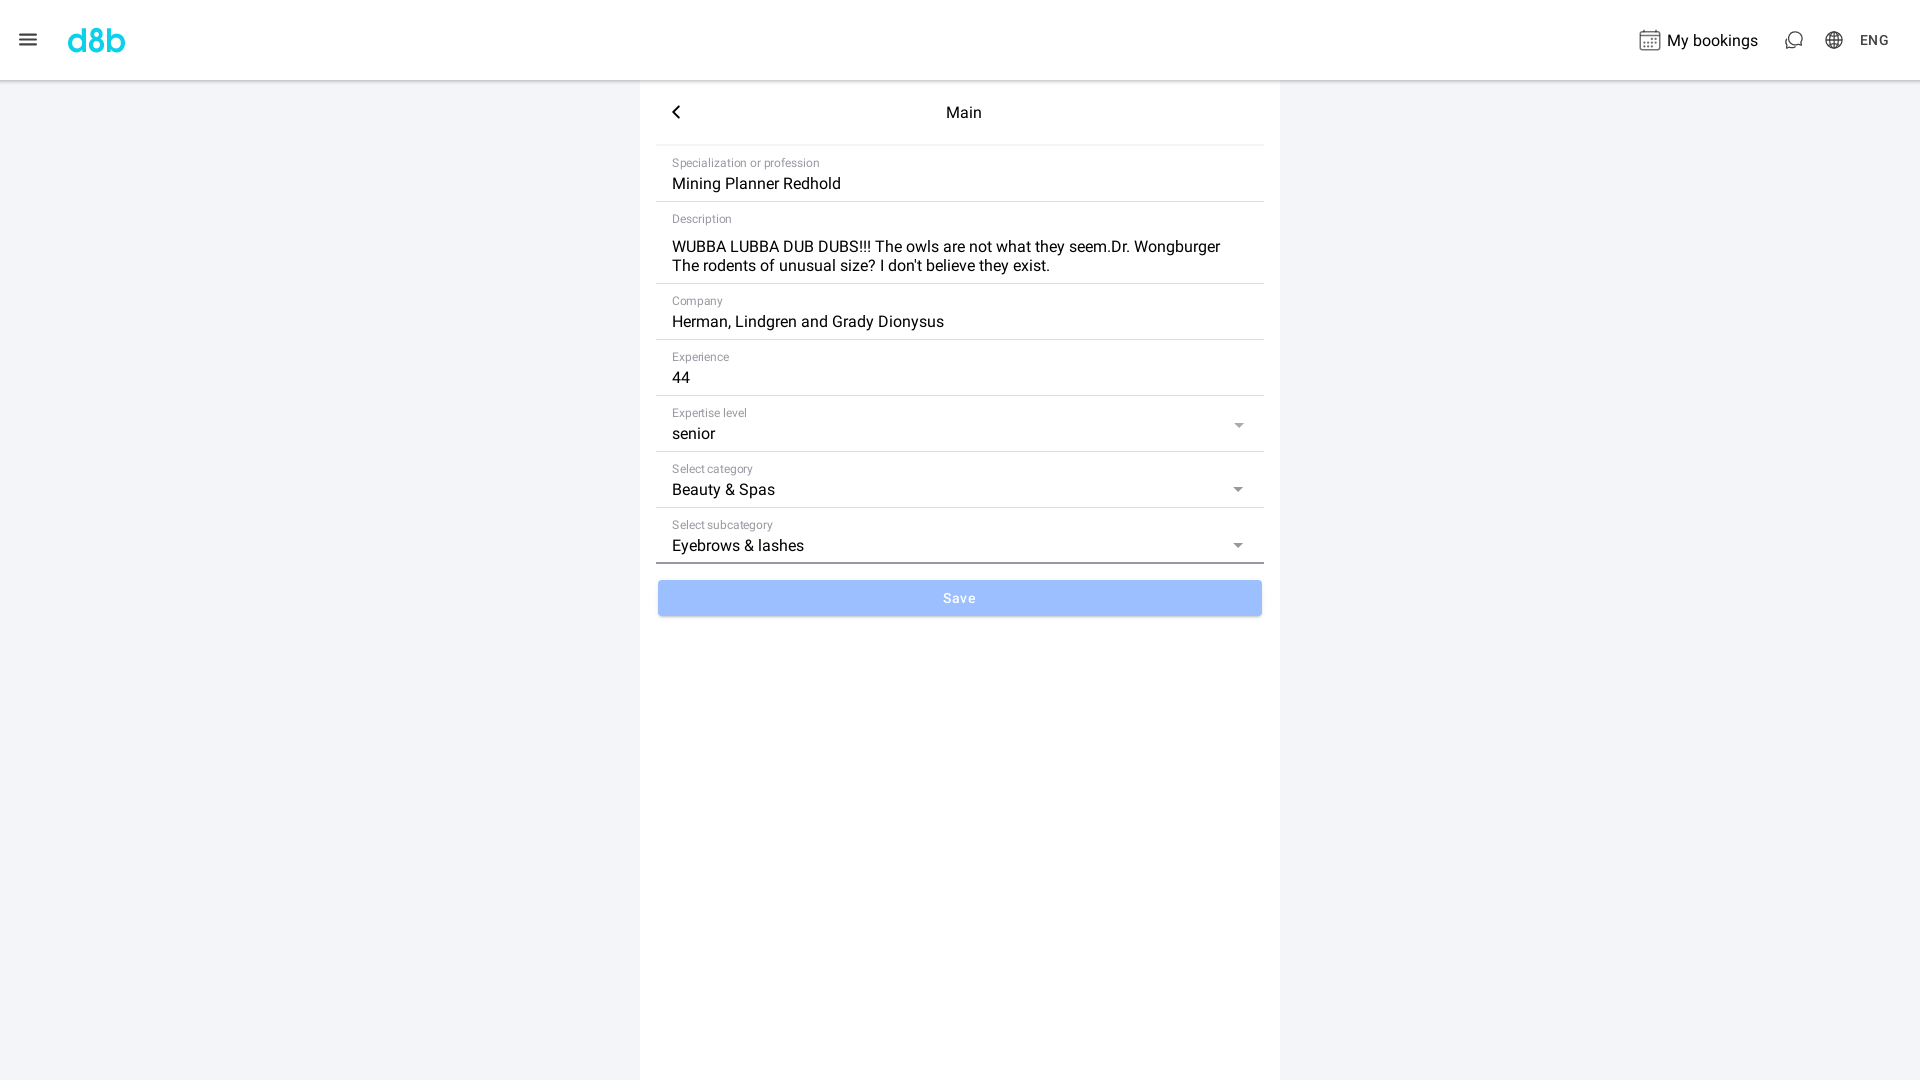 d8b
My bookings
ENG
Main
Specialization or profession
Mining Planner Redhold
Description
WUBBA LUBBA DUB DUBS!!! The owls are not what they seem.Dr. Wongburger
The rodents of unusual size? I don't believe they exist.
Company
Herman, Lindgren and Grady Dionysus
Experience
44
Expertise level
senior
Select category
Beauty & Spas
Select subcategory
Eyebrows & lashes
Save